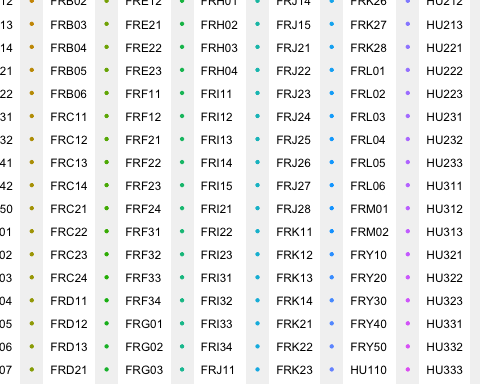 12 FRB02 FRE12 FRH01 FRJ14 FRK26 HU212
13 FRB03 FRE21 FRH02 FRJ15 FRK27 HU213
14 FRB04 FRE22 FRH03 FRJ21 FRK28 HU221
21 FRB05 FRE23 FRH04 FRJ22 FRL01 HU222
22 FRB06 FRF11 FRI11 FRJ23 FRL02 HU223
31 FRC11 FRF12 FRI12 FRJ24 FRL03 HU231
32 FRC12 FRF21 FRI13 FRJ25 FRL04 HU232
41 FRC13 FRF22 FRI14 FRJ26 FRL05 HU233
42 FRC14 FRF23 FRI15 FRJ27 FRL06 HU311
50 FRC21 FRF24 FRI21 FRJ28 FRM01 HU312
01 FRC22 FRF31 FRI22 FRK11 FRM02 HU313
02 FRC23 FRF32 FRI23 FRK12 FRY10 HU321
03 FRC24 FRF33 FRI31 FRK13 FRY20 HU322
04 FRD11 FRF34 FRI32 FRK14 FRY30 HU323
05 FRD12 FRG01 FRI33 FRK21 FRY40 HU331
06 FRD13 FRG02 FRI34 FRK22 FRY50 HU332
07 FRD21 FRG03 FRJ11 FRK23 HU110 HU333